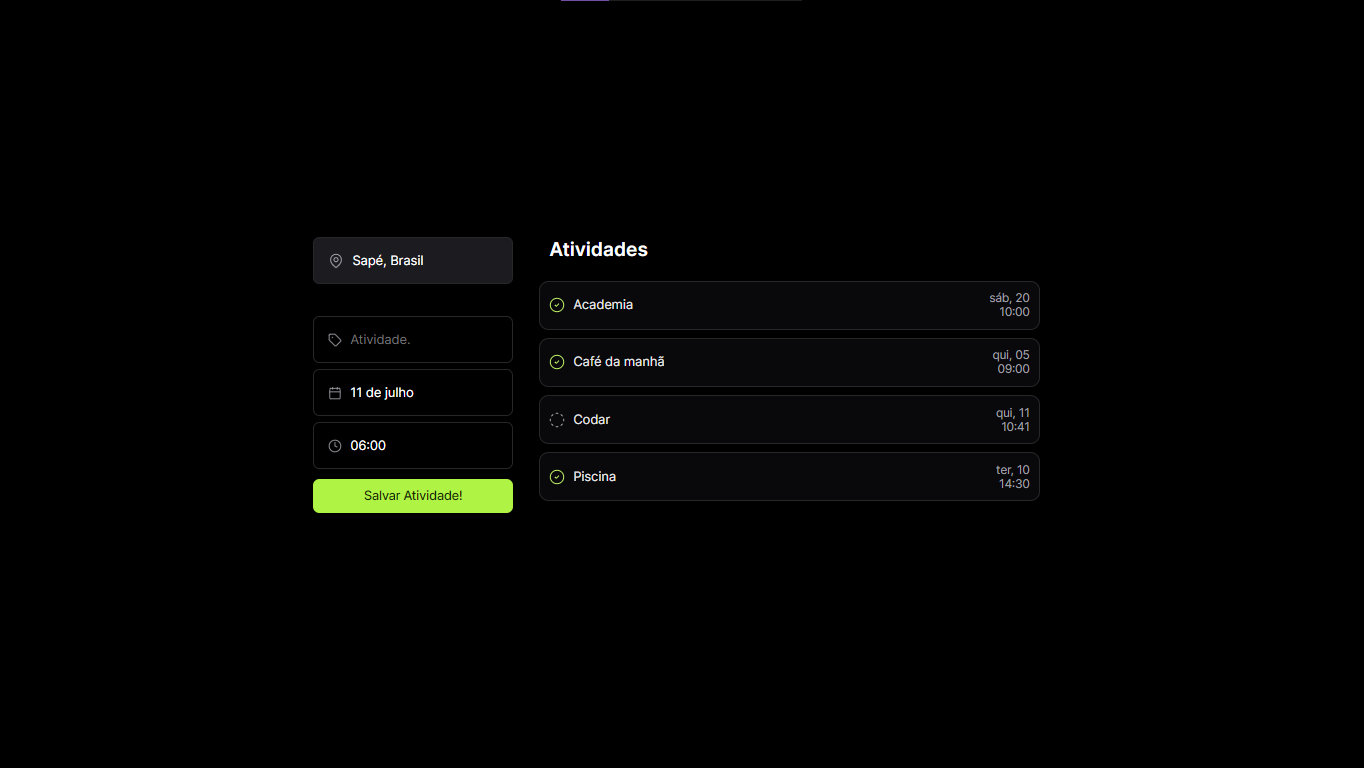 Sapé, Brasil
Atividade.
11 de julho
06:00
Salvar Atividade!
Atividades
Academia
sáb, 20
10:00
Café da manhã
qui, 05
09:00
Codar
qui, 11
10:41
Piscina
ter, 10
14:30